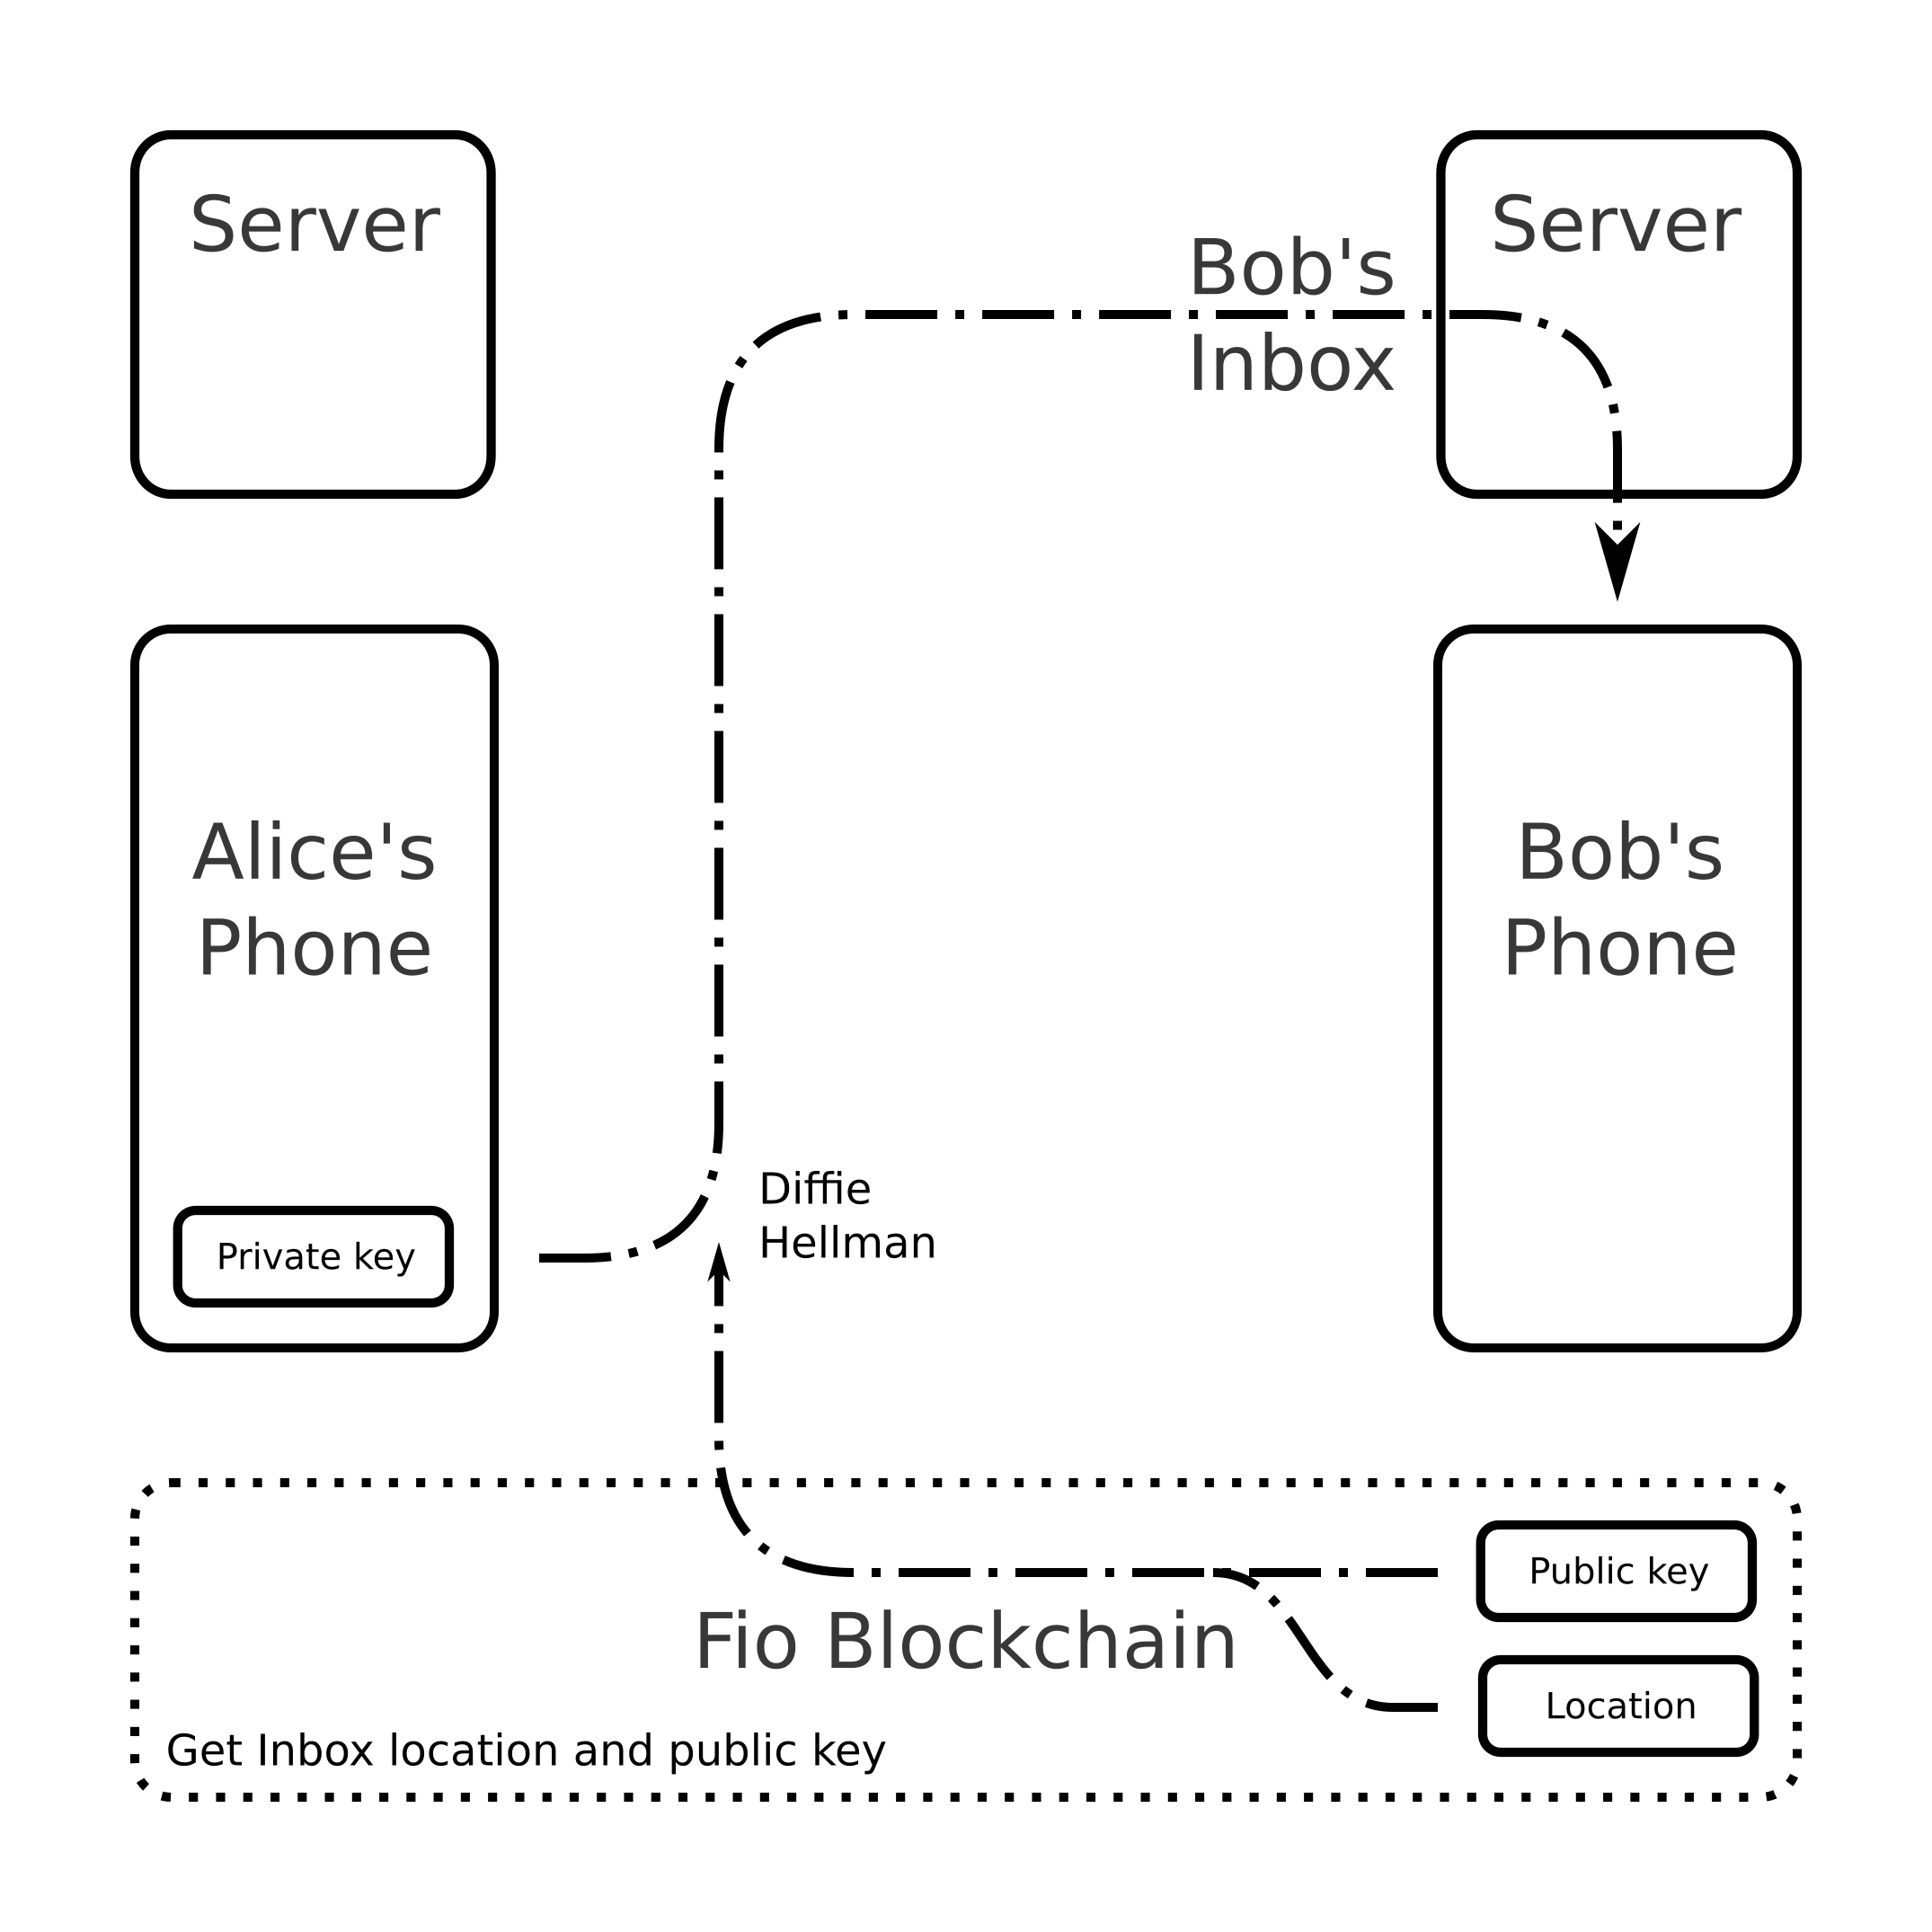 Server
Server
Bob's
Inbox
Alice's
Phone
Bob's
Phone
Diffie
Hellman
Private key
Public key
Fio Blockchain
Location
Get Inbox location and public key